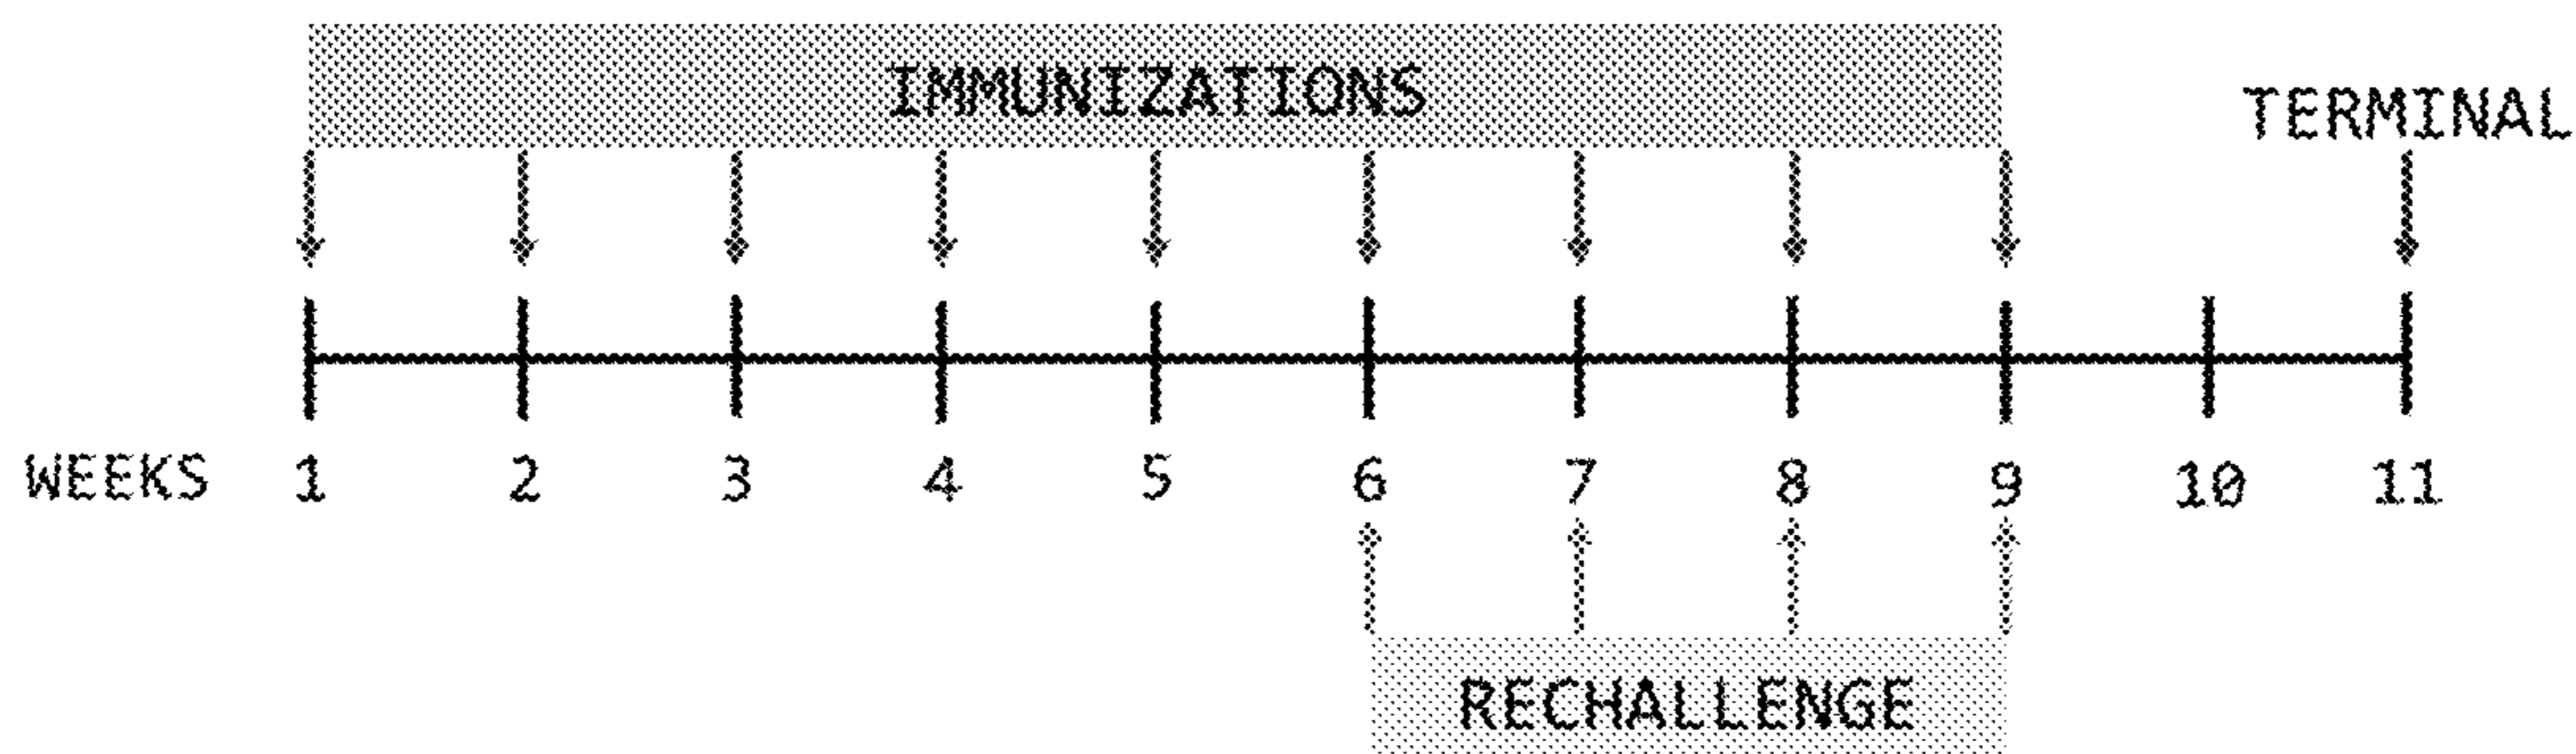 IMMUNIZATIONS
TERMINAL
WEEKS 1 2 3 4 5 6 7 8 9 10 11
RECHALLENGE